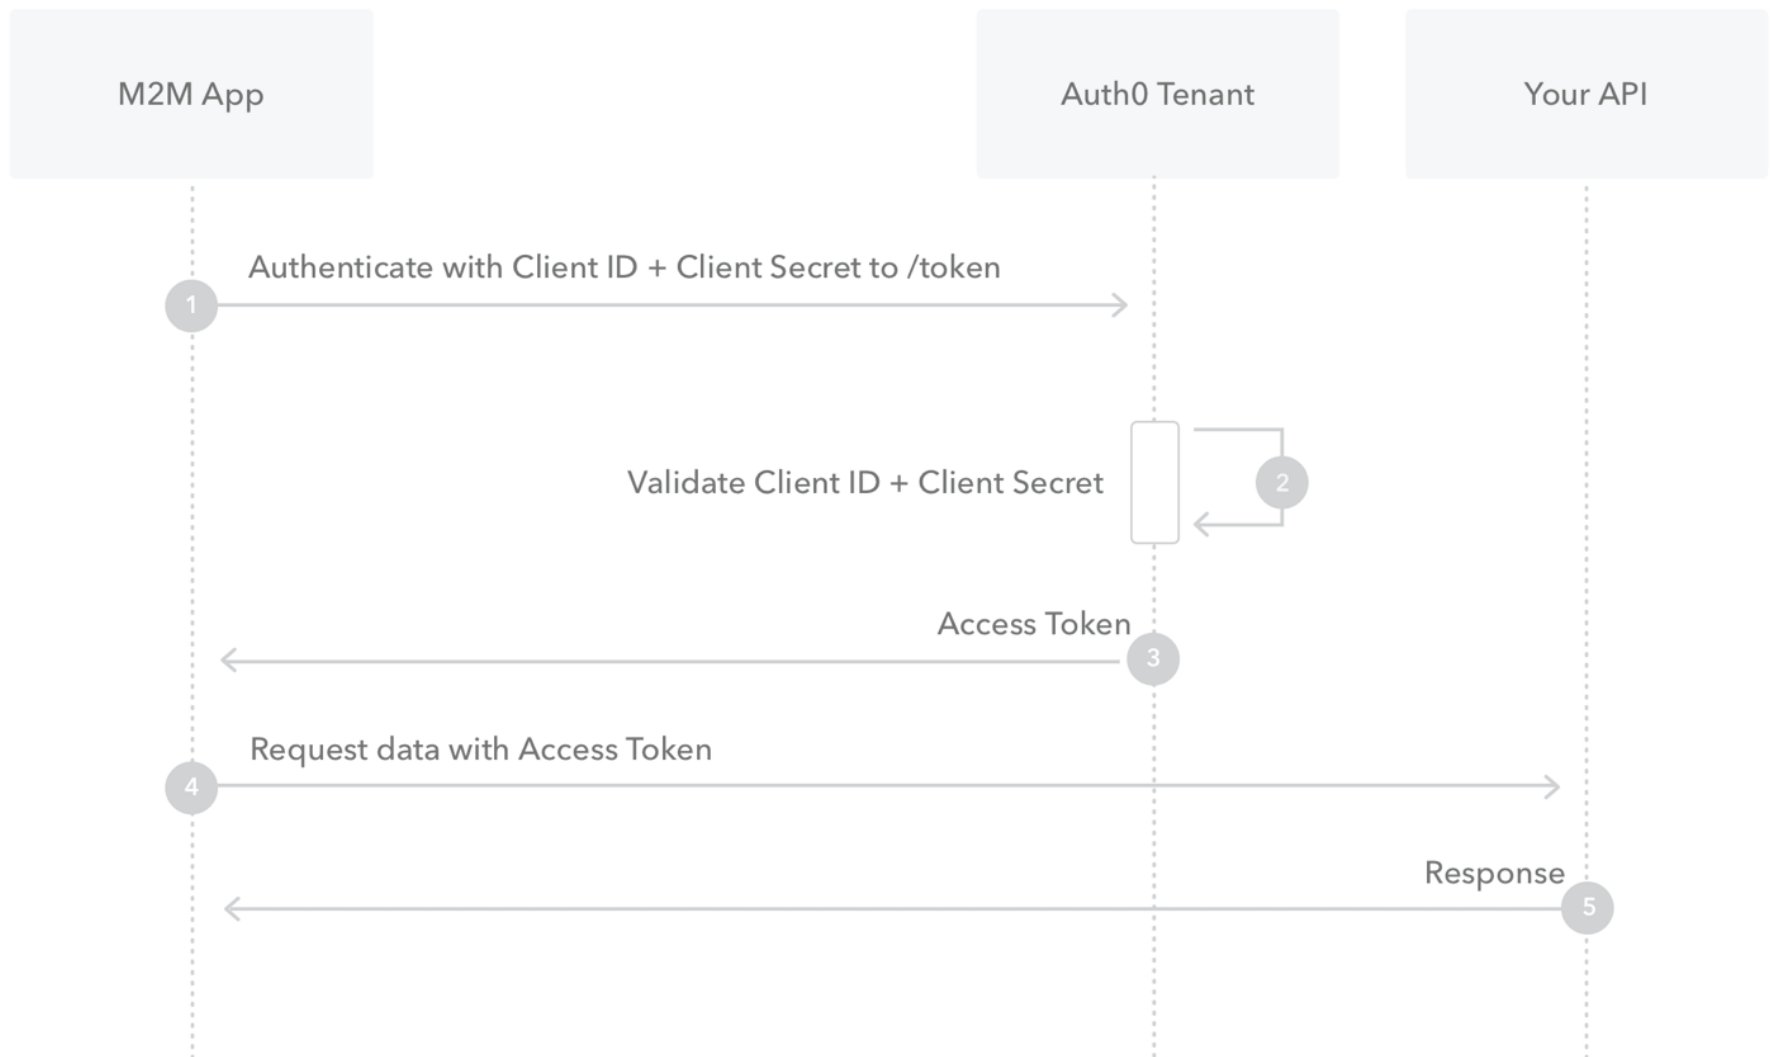 M2M App
Auth0 Tenant
Your API
Authenticate with Client ID + Client Secret to /token
1
Validate Client ID + Client Secret
2
Access Token
3
Request data with Access Token
4
Response
5